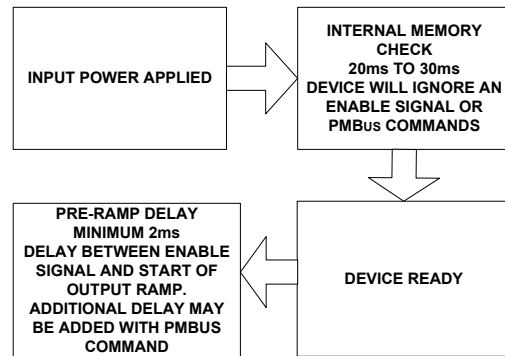 INPUT POWER APPLIED
INTERNAL MEMORY
CHECK
20ms TO 30ms
DEVICE WILL IGNORE AN
ENABLE SIGNAL OR
PMBUS COMMANDS
PRE-RAMP DELAY
MINIMUM 2ms
DELAY BETWEEN ENABLE
SIGNAL AND START OF
OUTPUT RAMP.
ADDITIONAL DELAY MAY
BE ADDED WITH PMBUS
COMMAND
DEVICE READY